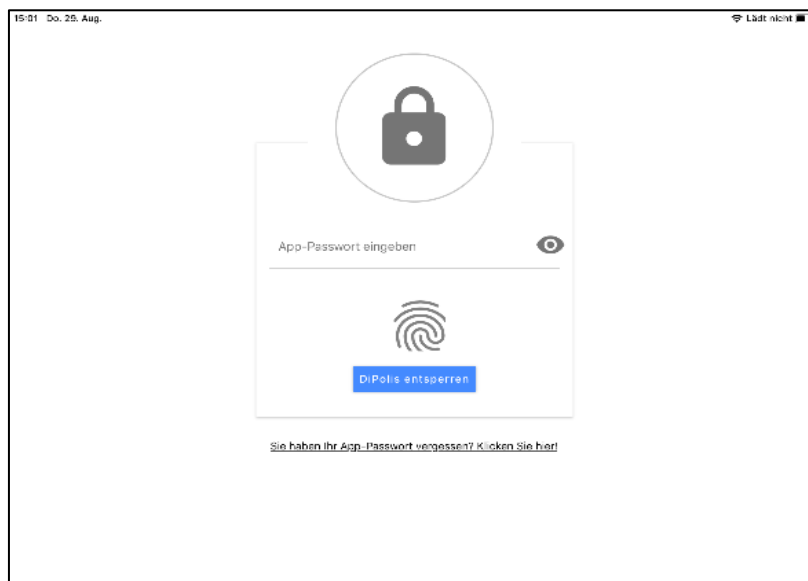 15:01 Do. 29. Aug. Lädt nicht
App-Passwort eingeben
DiPolis entsperren
Sie haben Ihr App-Passwort vergessen? Klicken Sie hier!